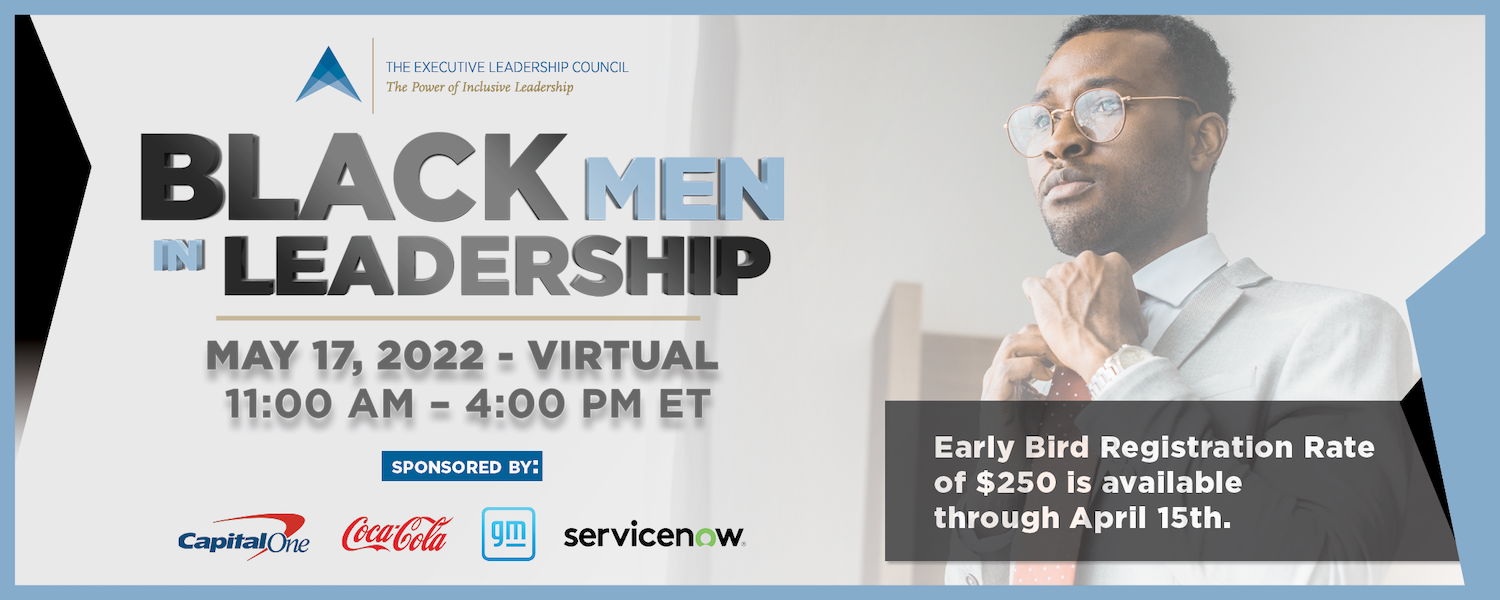 THE EXECUTIVE LEADERSHIP COUNCIL
The Power of Inclusive Leadership
BLACK MEN
IN LEADERSHIP
MAY 17, 2022 - VIRTUAL
11:00 AM – 4:00 PM ET
SPONSORED BY:
CapitalOne Coca-Cola gm servicenow
Early Bird Registration Rate
of $250 is available
through April 15th.